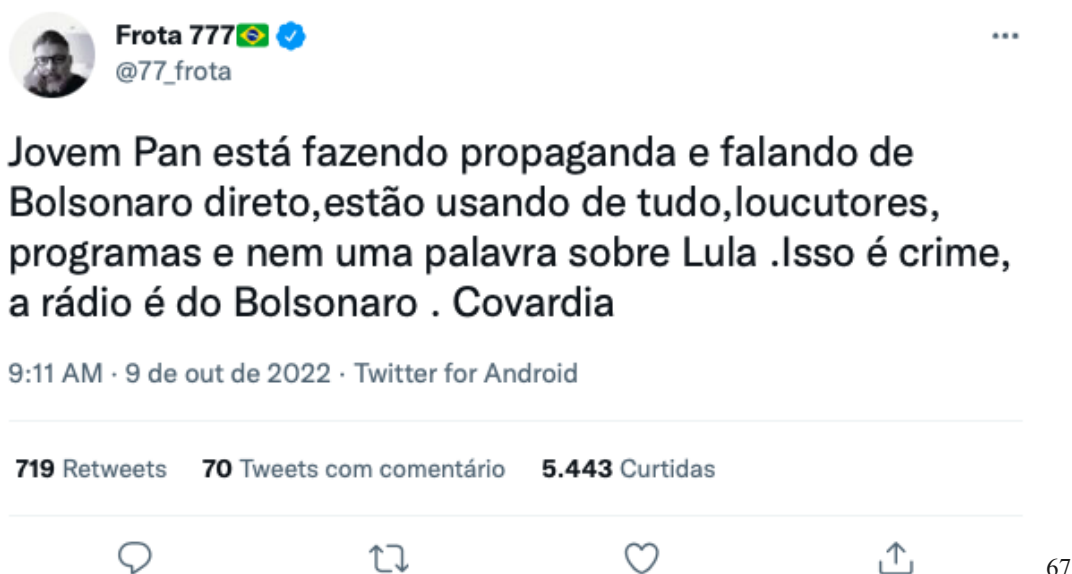 Frota 777🇧🇷
@77_frota
Jovem Pan está fazendo propaganda e falando de
Bolsonaro direto,estão usando de tudo,loucutores,
programas e nem uma palavra sobre Lula .Isso é crime,
a rádio é do Bolsonaro . Covardia
9:11 AM · 9 de out de 2022 · Twitter for Android
719 Retweets 70 Tweets com comentário 5.443 Curtidas
67